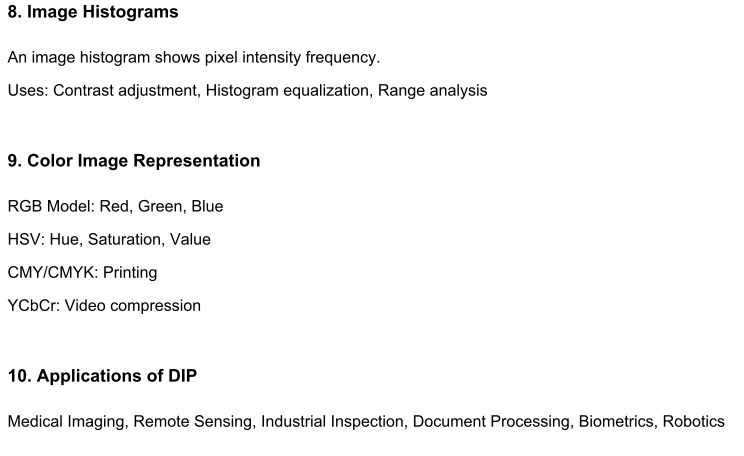 8. Image Histograms
An image histogram shows pixel intensity frequency.
Uses: Contrast adjustment, Histogram equalization, Range analysis
9. Color Image Representation
RGB Model: Red, Green, Blue
HSV: Hue, Saturation, Value
CMY/CMYK: Printing
YCbCr: Video compression
10. Applications of DIP
Medical Imaging, Remote Sensing, Industrial Inspection, Document Processing, Biometrics, Robotics